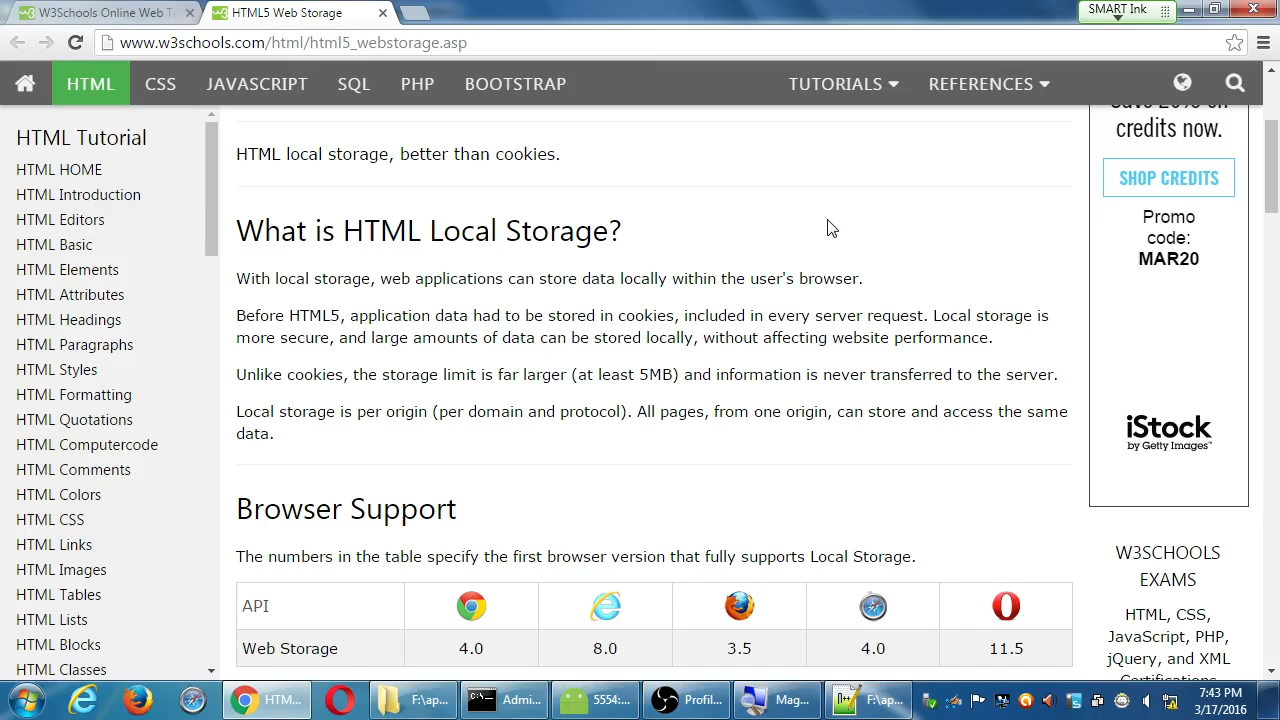 W3Schools Online Web Tu
HTML5 Web Storage
SMART Ink
www.w3schools.com/html/html5_webstorage.asp
HTML CSS JAVASCRIPT SQL PHP BOOTSTRAP TUTORIALS REFERENCES
HTML Tutorial
HTML HOME
HTML Introduction
HTML Editors
HTML Basic
HTML Elements
HTML Attributes
HTML Headings
HTML Paragraphs
HTML Styles
HTML Formatting
HTML Quotations
HTML Computercode
HTML Comments
HTML Colors
HTML CSS
HTML Links
HTML Images
HTML Tables
HTML Lists
HTML Blocks
HTML Classes
HTML local storage, better than cookies.
What is HTML Local Storage?
With local storage, web applications can store data locally within the user's browser.
Before HTML5, application data had to be stored in cookies, included in every server request. Local storage is
more secure, and large amounts of data can be stored locally, without affecting website performance.
Unlike cookies, the storage limit is far larger (at least 5MB) and information is never transferred to the server.
Local storage is per origin (per domain and protocol). All pages, from one origin, can store and access the same
data.
Browser Support
The numbers in the table specify the first browser version that fully supports Local Storage.
API
Web Storage 4.0 8.0 3.5 4.0 11.5
credits now.
SHOP CREDITS
Promo
code:
MAR20
iStock
by Getty Images™
W3SCHOOLS
EXAMS
HTML, CSS,
JavaScript, PHP,
jQuery, and XML
Certifications
HTM... F:\ap... Admi... 5554:... Profil... Mag... F:\ap...
7:43 PM
3/17/2016